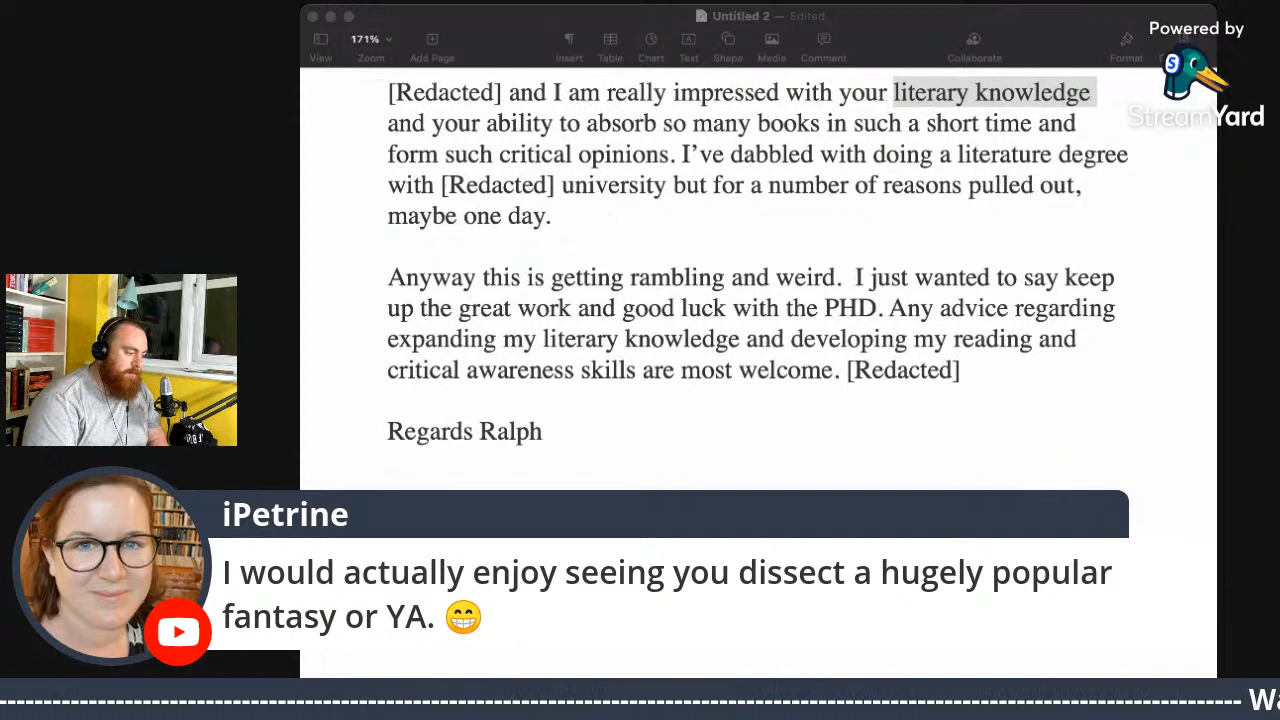 Untitled 2 — Edited
171%
View
Zoom
Add Page
Insert
Table
Chart
Text
Shape
Media
Comment
Collaborate
Format
Powered by
StreamYard
[Redacted] and I am really impressed with your literary knowledge
and your ability to absorb so many books in such a short time and
form such critical opinions. I’ve dabbled with doing a literature degree
with [Redacted] university but for a number of reasons pulled out,
maybe one day.
Anyway this is getting rambling and weird.  I just wanted to say keep
up the great work and good luck with the PHD. Any advice regarding
expanding my literary knowledge and developing my reading and
critical awareness skills are most welcome. [Redacted]
Regards Ralph
iPetrine
I would actually enjoy seeing you dissect a hugely popular
fantasy or YA. 😁